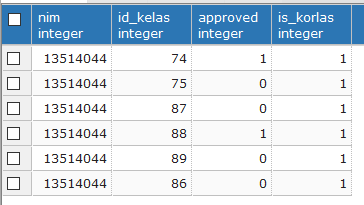 nim id_kelas approved is_korlas
integer integer integer integer
13514044 74 1 1
13514044 75 0 1
13514044 87 0 1
13514044 88 1 1
13514044 89 0 1
13514044 86 0 1